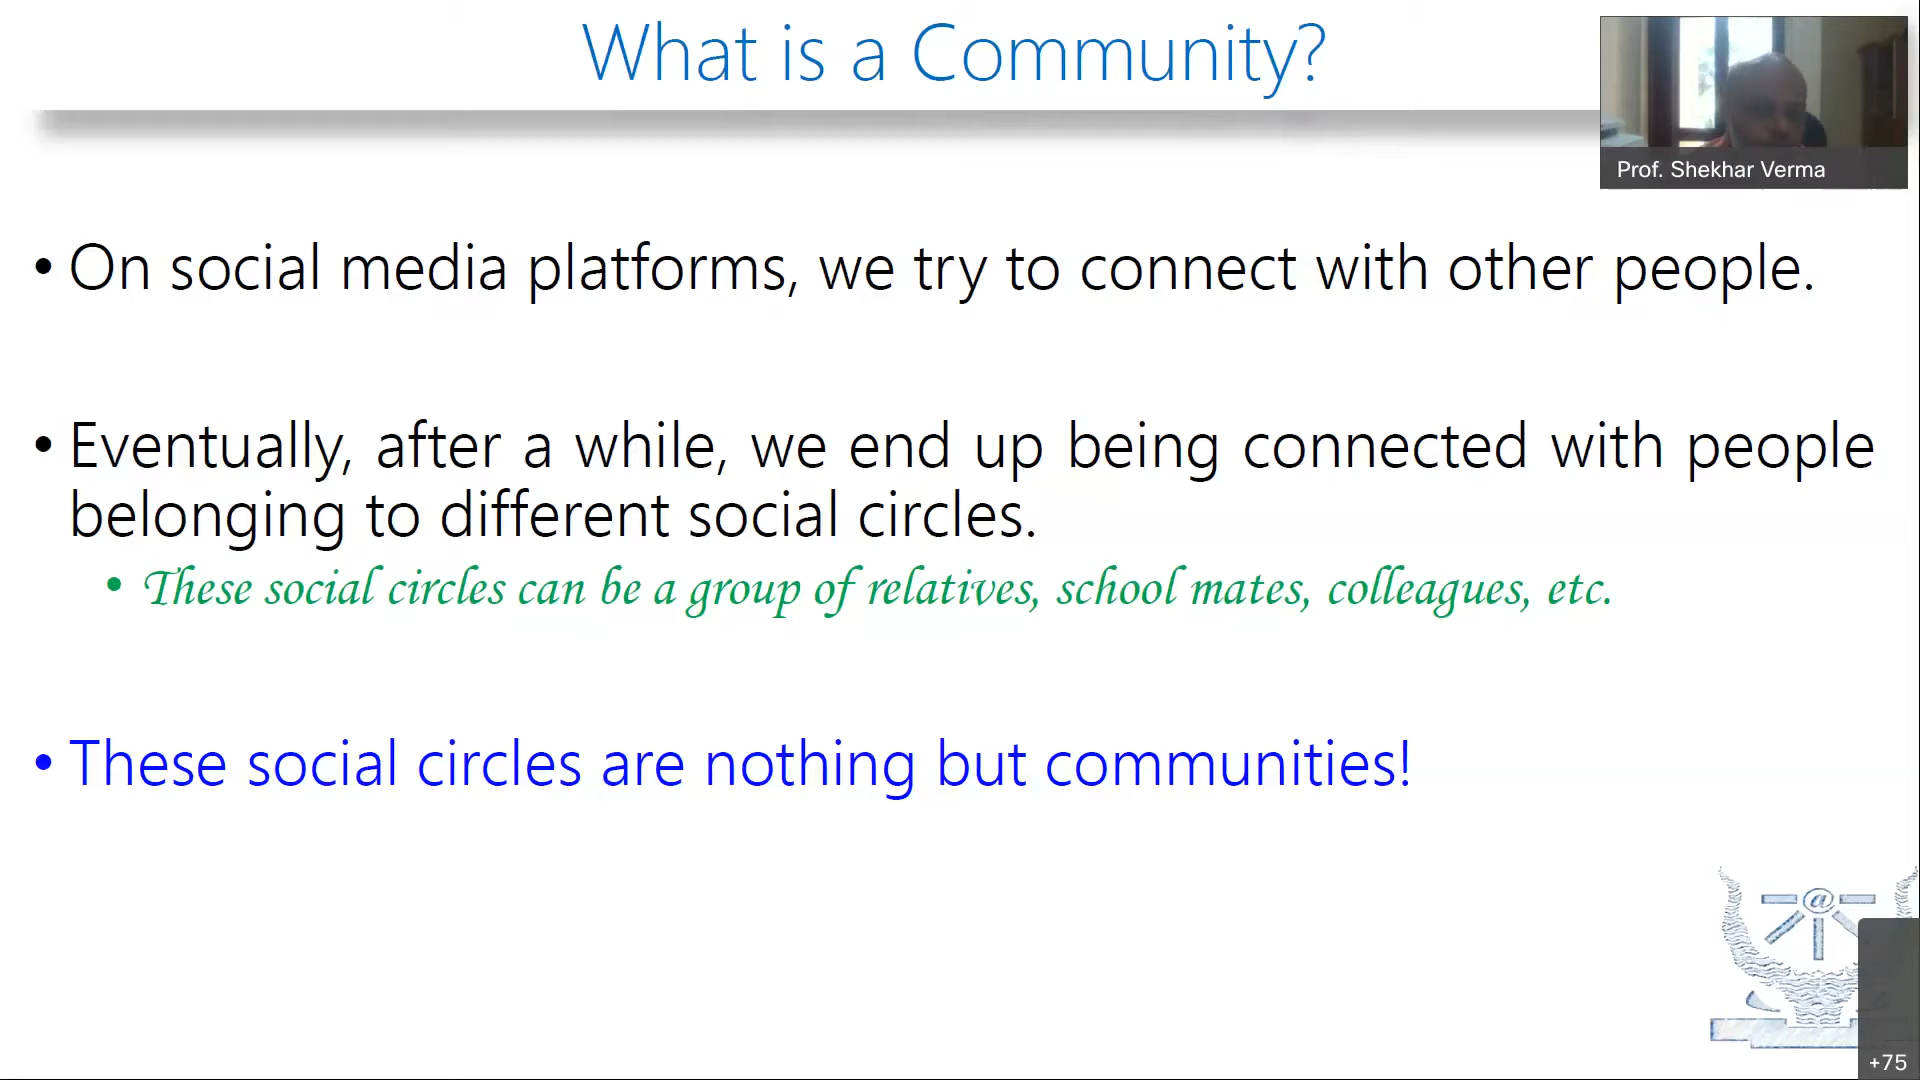 What is a Community?
Prof. Shekhar Verma
• On social media platforms, we try to connect with other people.
• Eventually, after a while, we end up being connected with people
belonging to different social circles.
• These social circles can be a group of relatives, school mates, colleagues, etc.
• These social circles are nothing but communities!
@
+75